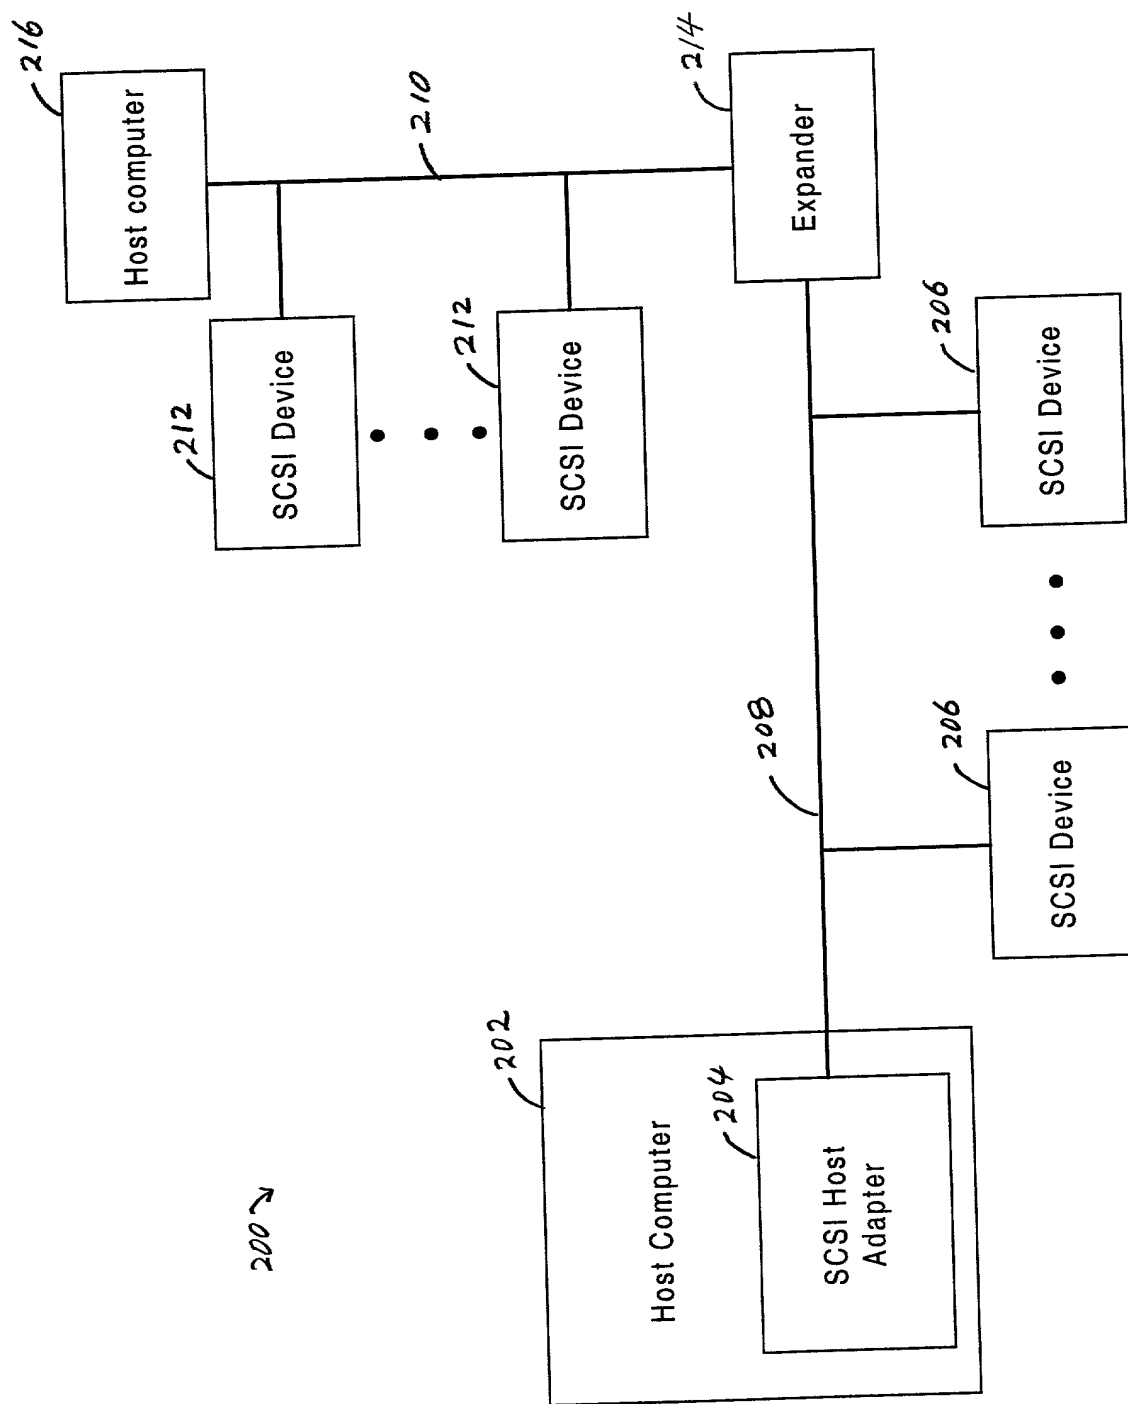 200
202
Host Computer
204
SCSI Host
Adapter
208
206
SCSI Device
206
SCSI Device
214
Expander
210
212
SCSI Device
212
SCSI Device
216
Host computer